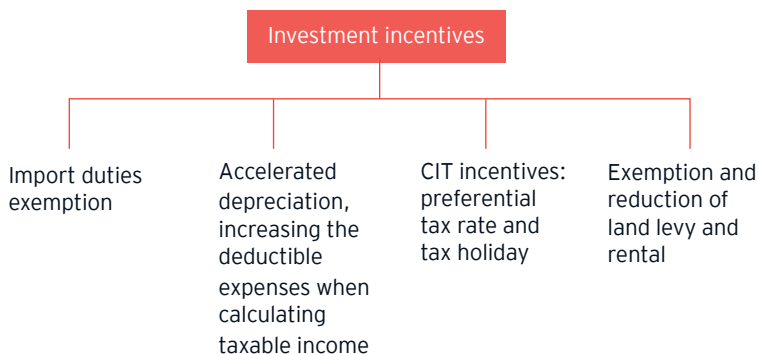 Investment incentives
Import duties
exemption
Accelerated
depreciation,
increasing the
deductible
expenses when
calculating
taxable income
CIT incentives:
preferential
tax rate and
tax holiday
Exemption and
reduction of
land levy and
rental